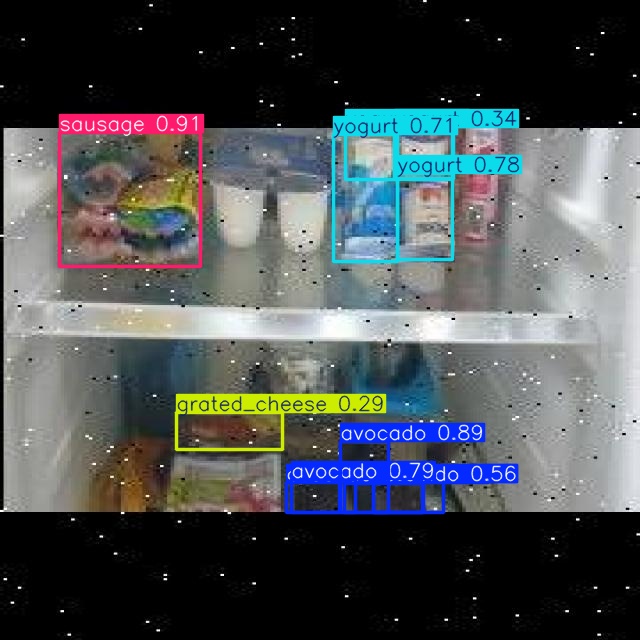 sausage 0.91
0.34
yogurt 0.71
yogurt 0.78
grated_cheese 0.29
avocado 0.89
avocado 0.79
do 0.56